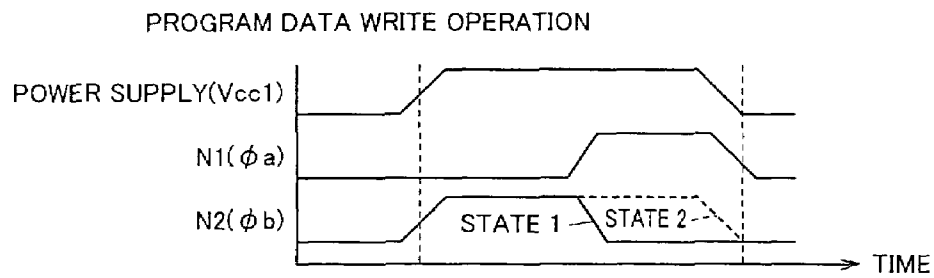 PROGRAM DATA WRITE OPERATION
POWER SUPPLY(Vcc1)
N1(ϕa)
N2(ϕb)
STATE 1
STATE 2
TIME